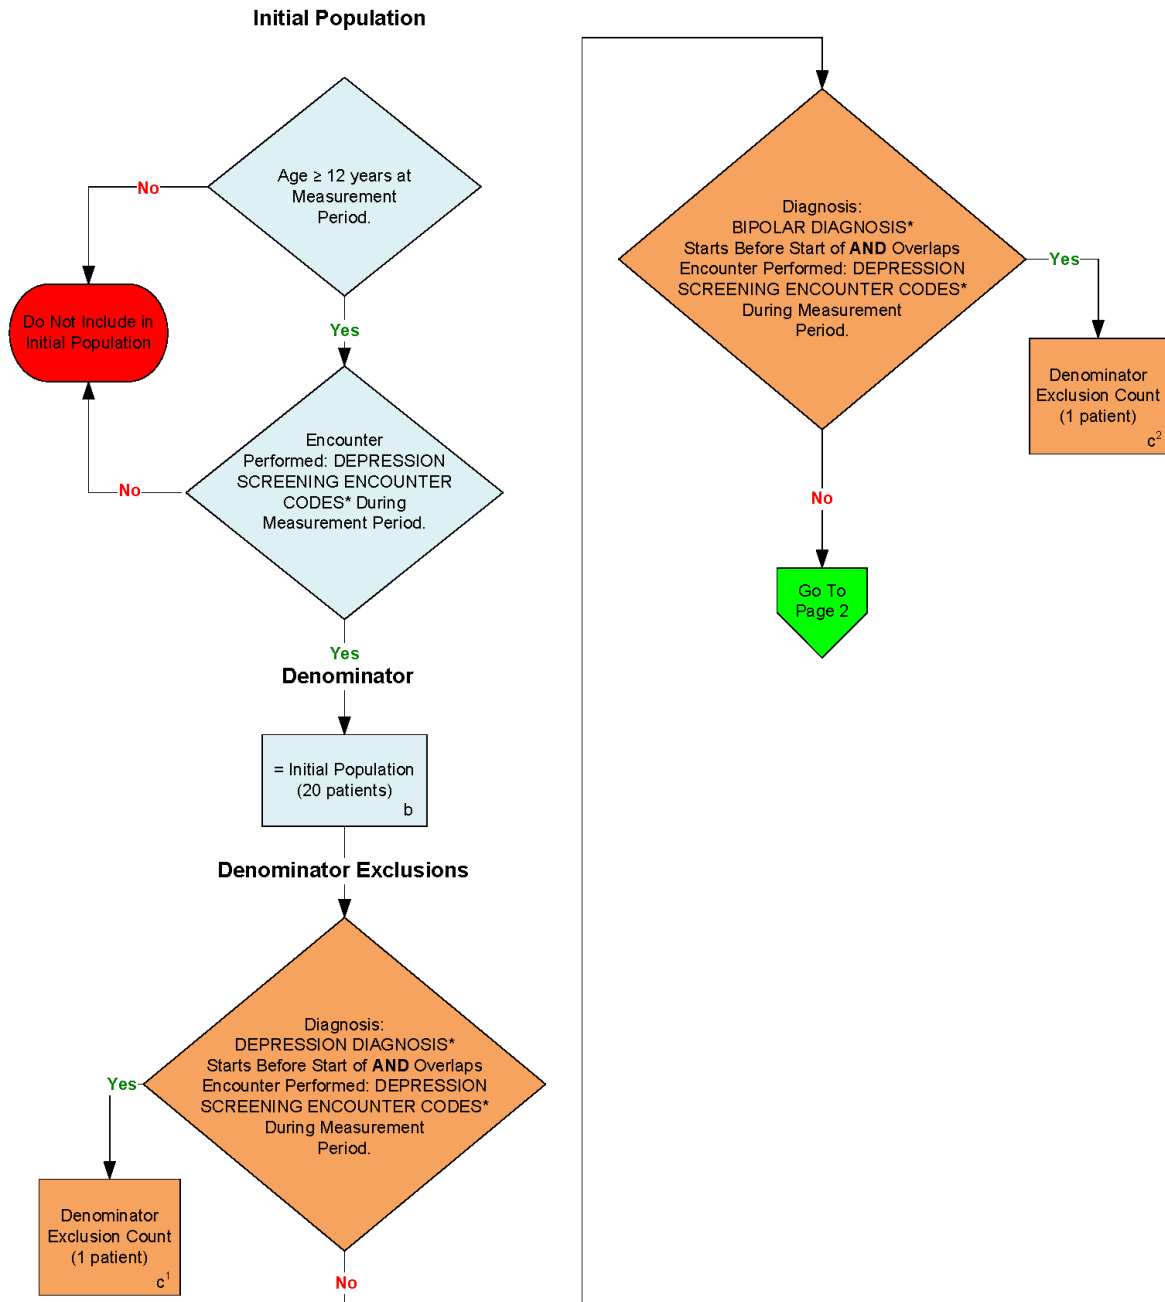 Initial Population
Age ≥ 12 years at
Measurement
Period.
No
Do Not Include in
Initial Population
Yes
Encounter
Performed: DEPRESSION
SCREENING ENCOUNTER
CODES* During
Measurement Period.
No
Yes
Denominator
= Initial Population
(20 patients)
b
Denominator Exclusions
Diagnosis:
DEPRESSION DIAGNOSIS*
Starts Before Start of AND Overlaps
Encounter Performed: DEPRESSION
SCREENING ENCOUNTER CODES*
During Measurement
Period.
Yes
Denominator
Exclusion Count
(1 patient)
c¹
No
Diagnosis:
BIPOLAR DIAGNOSIS*
Starts Before Start of AND Overlaps
Encounter Performed: DEPRESSION
SCREENING ENCOUNTER CODES*
During Measurement
Period.
Yes
Denominator
Exclusion Count
(1 patient)
c²
No
Go To
Page 2